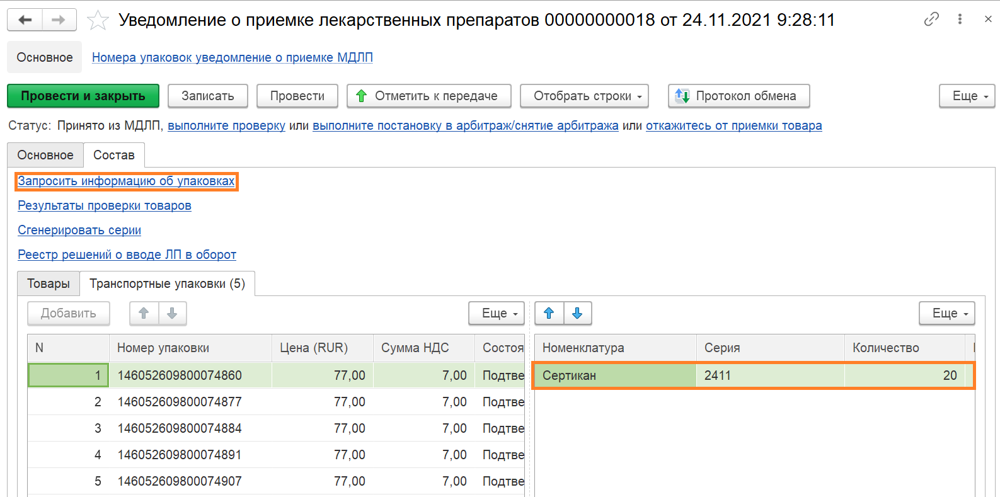 Уведомление о приемке лекарственных препаратов 00000000018 от 24.11.2021 9:28:11
Основное Номера упаковок уведомление о приемке МДЛП
Провести и закрыть Записать Провести Отметить к передаче Отобрать строки Протокол обмена Еще
Статус: Принято из МДЛП, выполните проверку или выполните постановку в арбитраж/снятие арбитража или откажитесь от приемки товара
Основное Состав
Запросить информацию об упаковках
Результаты проверки товаров
Сгенерировать серии
Реестр решений о вводе ЛП в оборот
Товары Транспортные упаковки (5)
Добавить Еще Еще
N Номер упаковки Цена (RUR) Сумма НДС Состоя Номенклатура Серия Количество
1 146052609800074860 77,00 7,00 Подтве Сертикан 2411 20
2 146052609800074877 77,00 7,00 Подтве
3 146052609800074884 77,00 7,00 Подтве
4 146052609800074891 77,00 7,00 Подтве
5 146052609800074907 77,00 7,00 Подтве